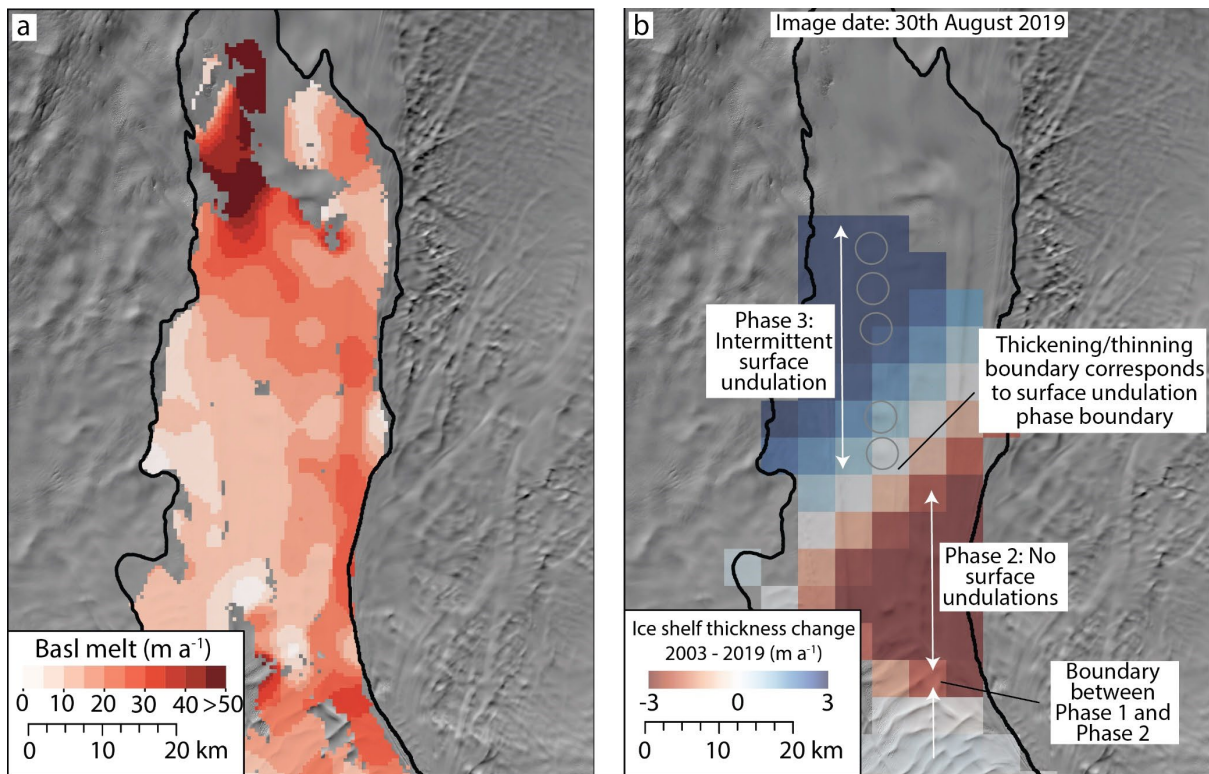 a
Basl melt (m a⁻¹)
0 10 20 30 40 >50
0 10 20 km
b
Image date: 30th August 2019
Phase 3:
Intermittent
surface
undulation
Thickening/thinning
boundary corresponds
to surface undulation
phase boundary
Phase 2: No
surface
undulations
Boundary
between
Phase 1 and
Phase 2
Ice shelf thickness change
2003 - 2019 (m a⁻¹)
-3 0 3
0 10 20 km